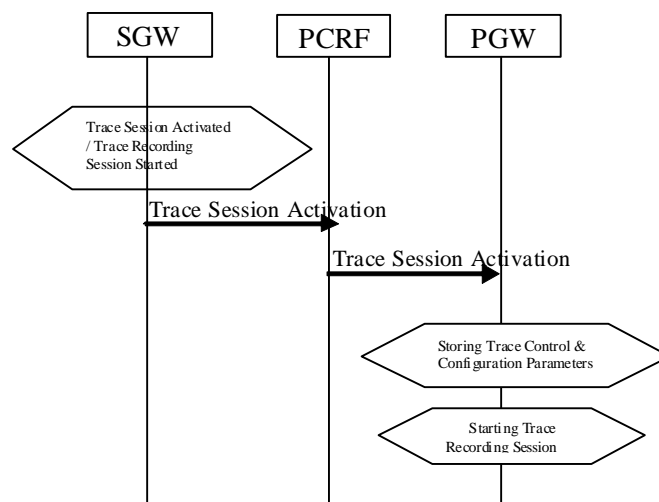 SGW
PCRF
PGW
Trace Session Activated
/ Trace Recording
Session Started
Trace Session Activation
Trace Session Activation
Storing Trace Control &
Configuration Parameters
Starting Trace
Recording Session